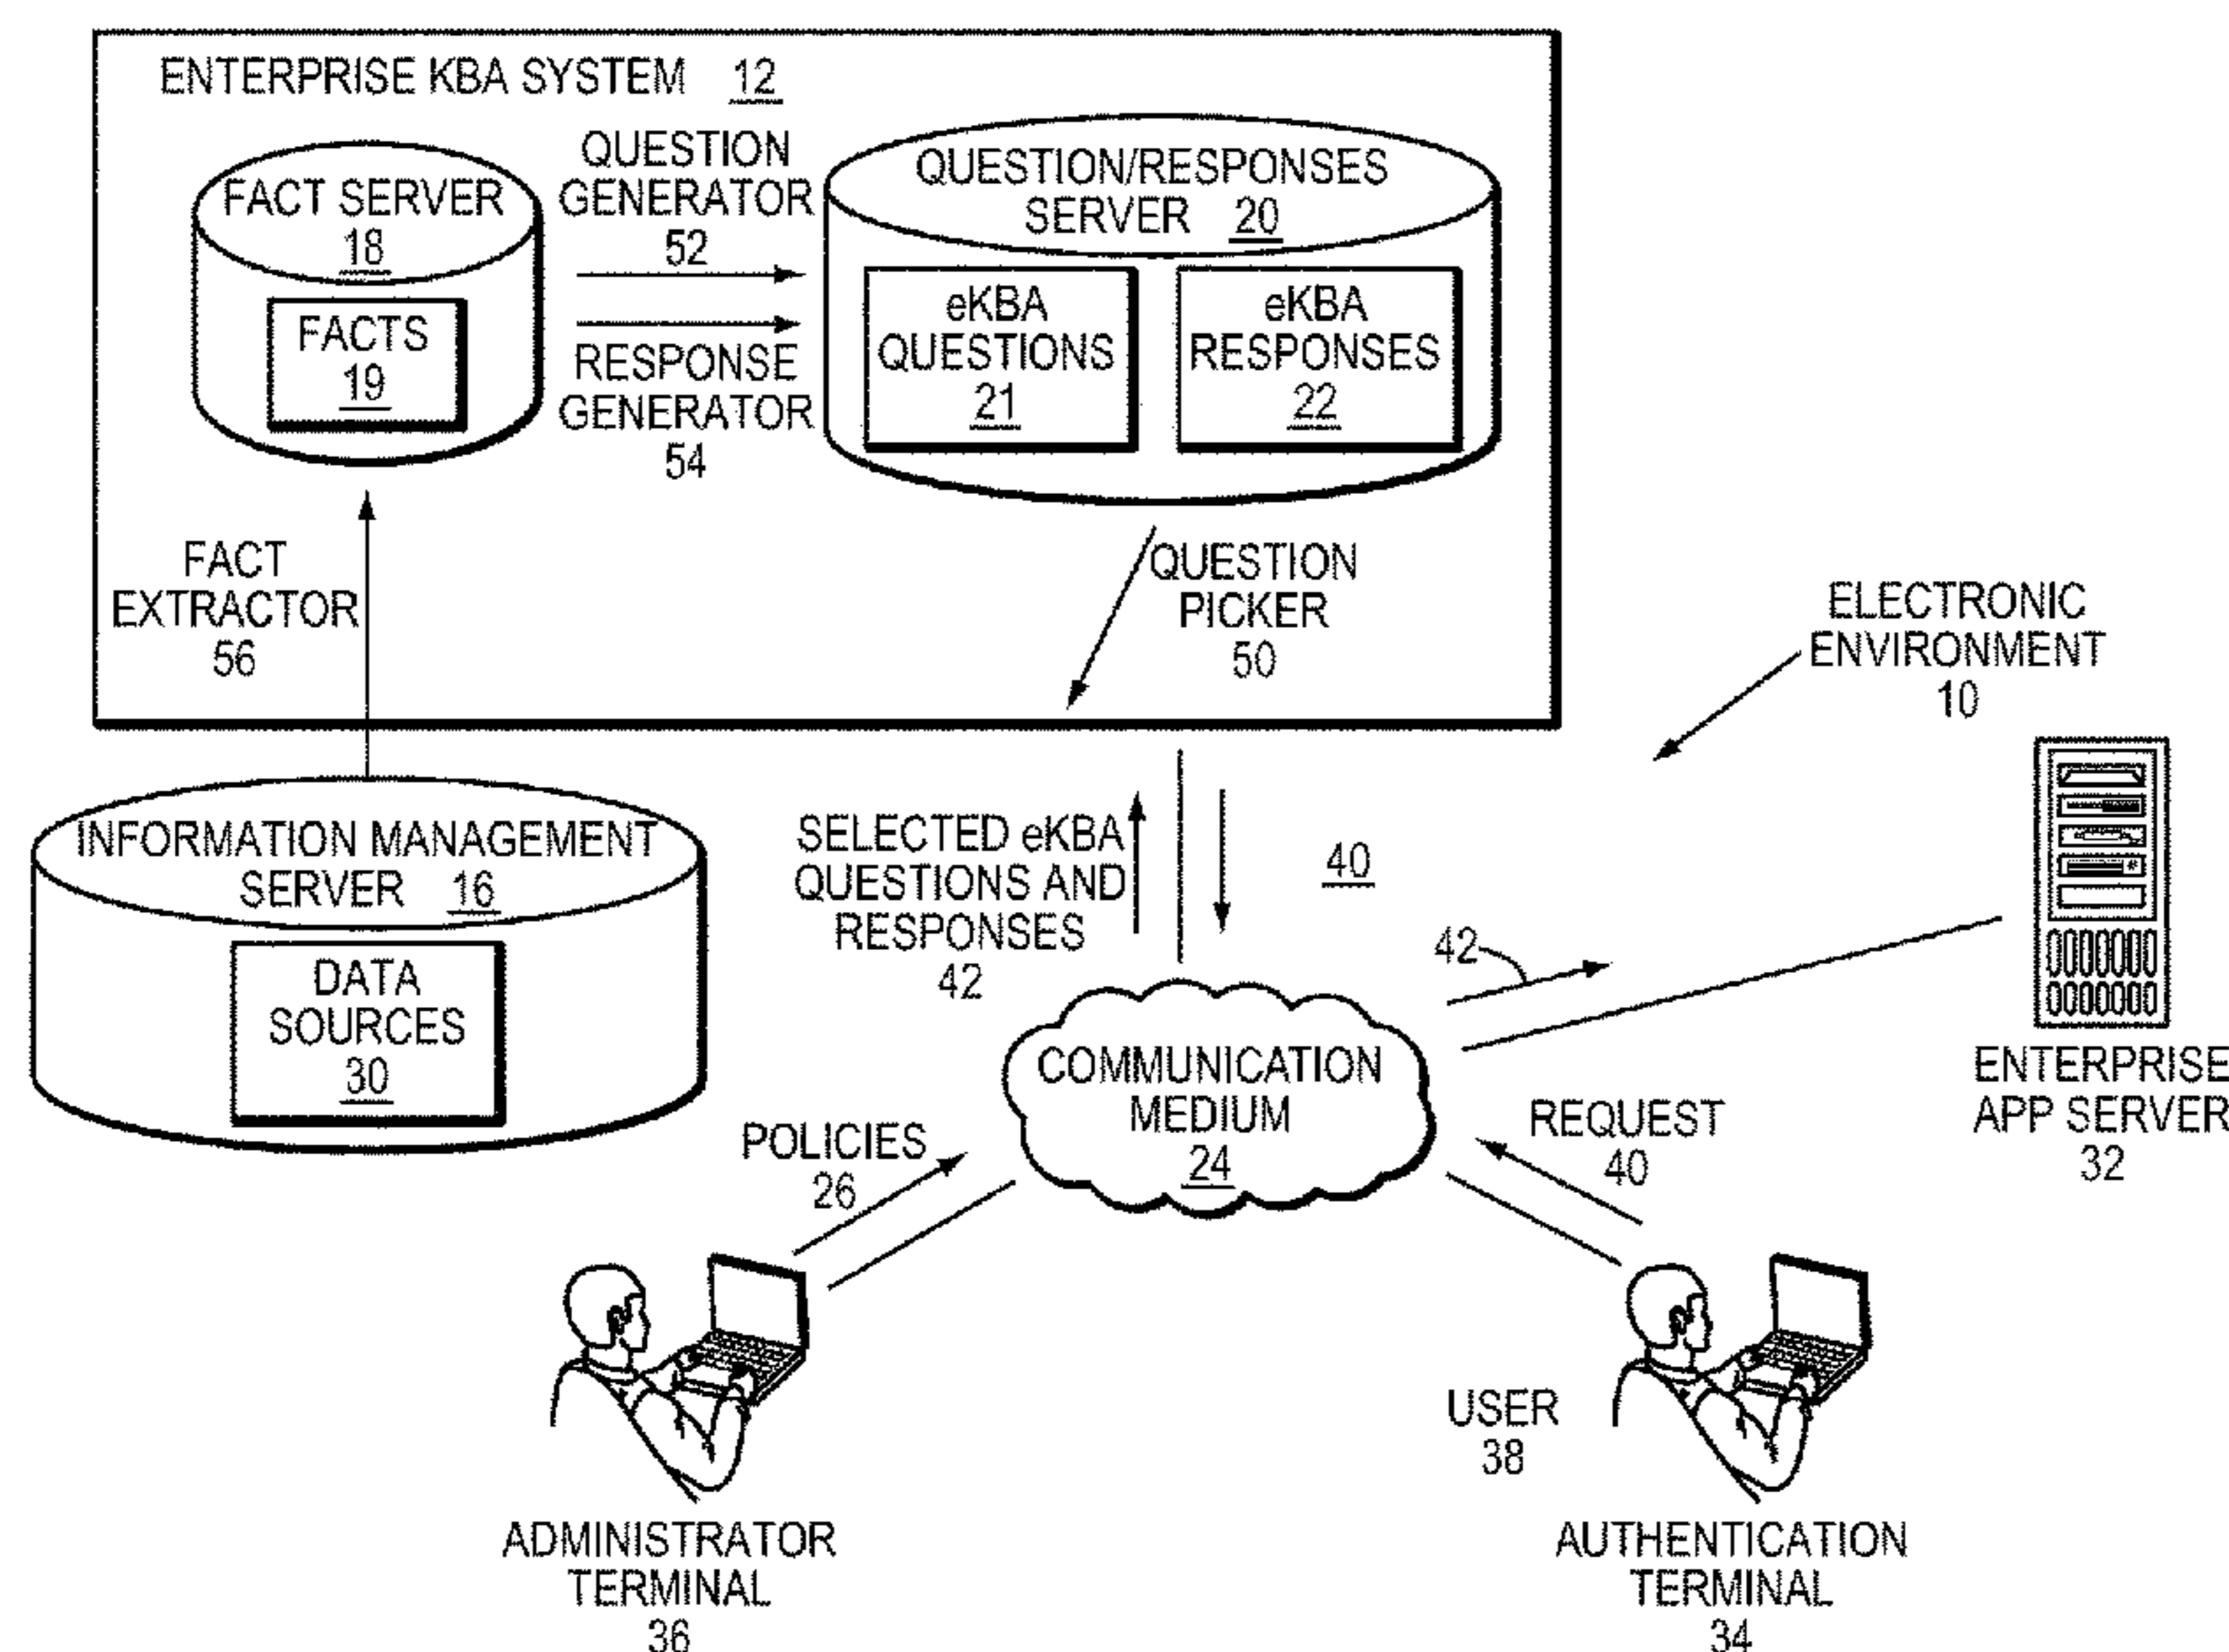 ENTERPRISE KBA SYSTEM 12
FACT SERVER
18
FACTS
19
QUESTION
GENERATOR
52
RESPONSE
GENERATOR
54
QUESTION/RESPONSES
SERVER 20
eKBA
QUESTIONS
21
eKBA
RESPONSES
22
FACT
EXTRACTOR
56
QUESTION
PICKER
50
ELECTRONIC
ENVIRONMENT
10
INFORMATION MANAGEMENT
SERVER 16
DATA
SOURCES
30
SELECTED eKBA
QUESTIONS AND
RESPONSES
42
40
42
COMMUNICATION
MEDIUM
24
ENTERPRISE
APP SERVER
32
POLICIES
26
REQUEST
40
USER
38
ADMINISTRATOR
TERMINAL
36
AUTHENTICATION
TERMINAL
34